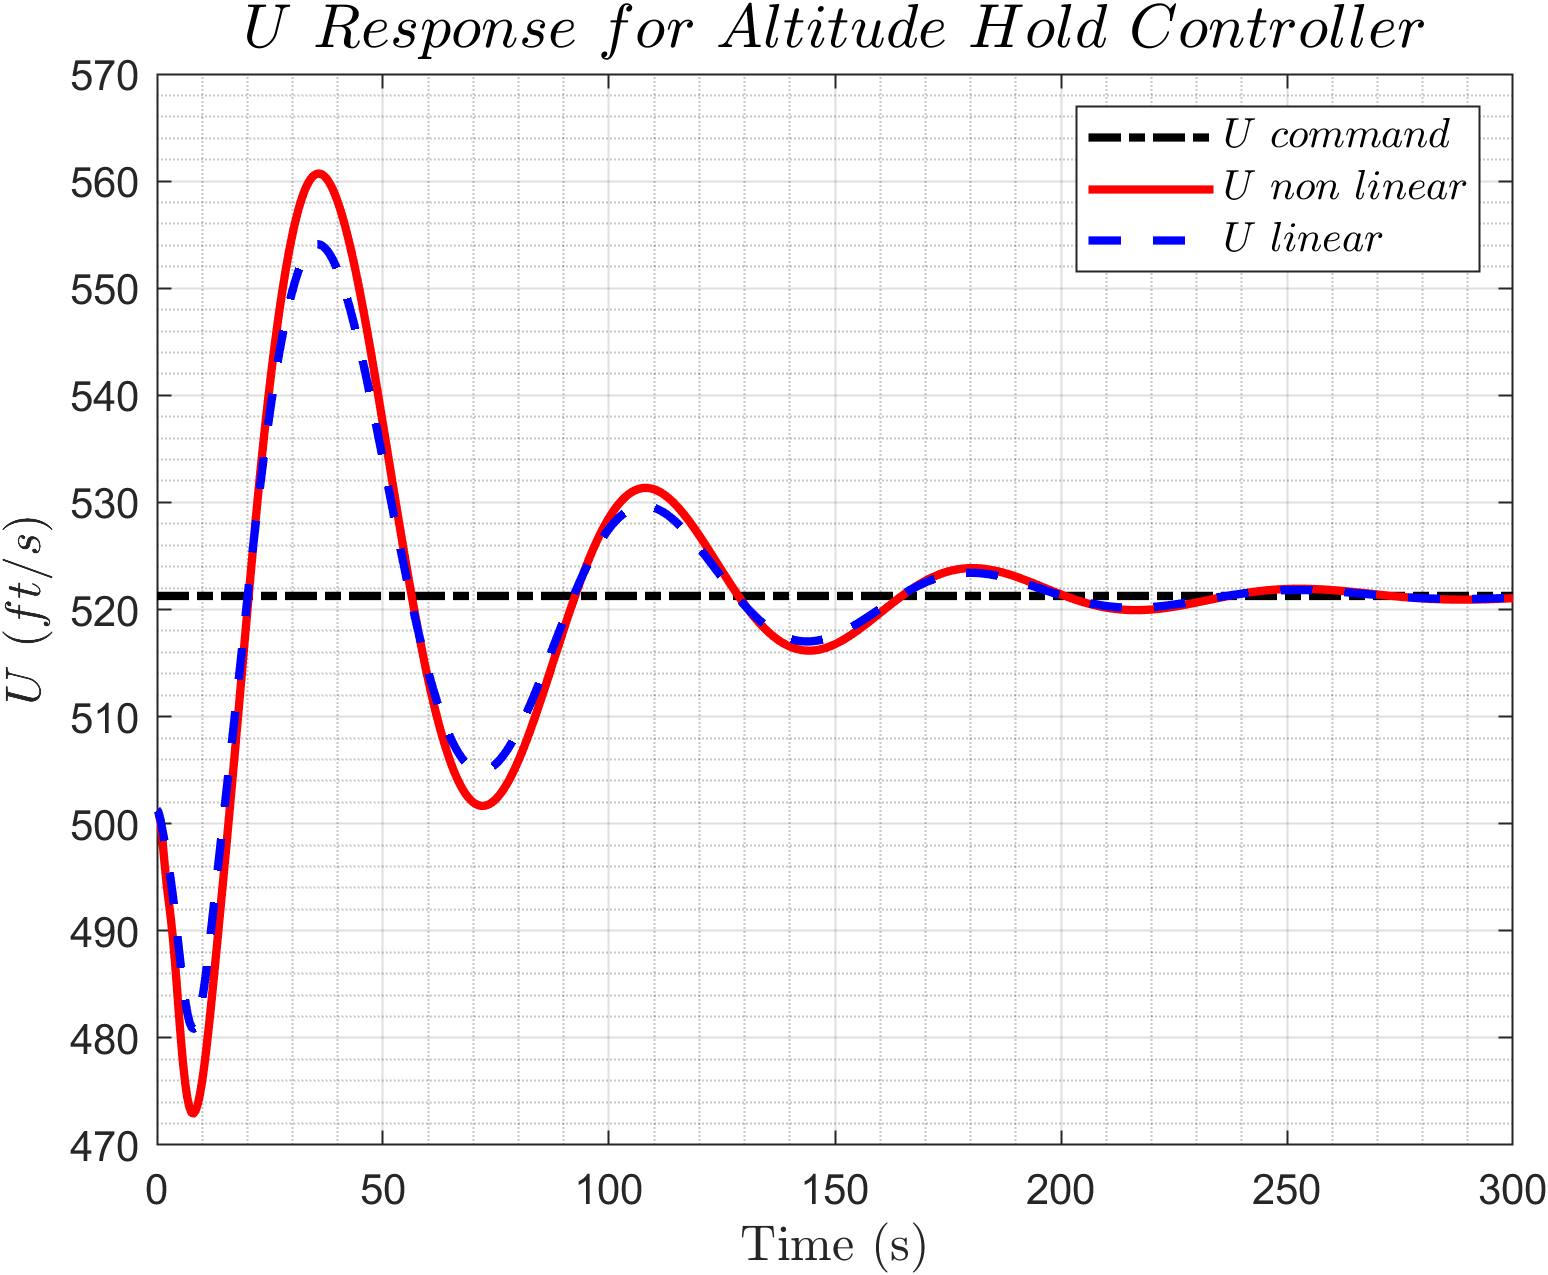 U Response for Altitude Hold Controller
U command
U non linear
U linear
570
560
550
540
530
520
510
500
490
480
470
U (ft/s)
0 50 100 150 200 250 300
Time (s)